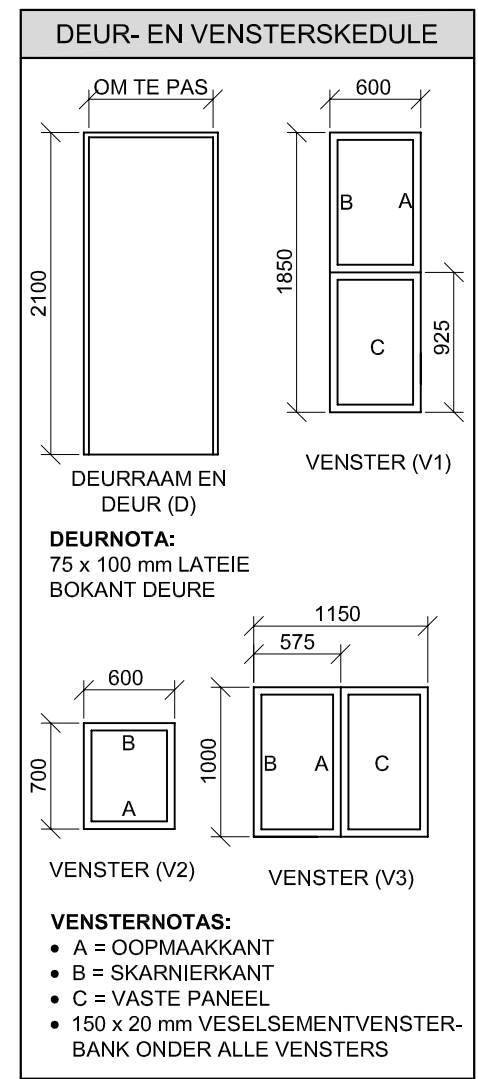 DEUR- EN VENSTERSKEDULE
OM TE PAS
2100
DEURRAAM EN
DEUR (D)
600
1850
B
A
C
925
VENSTER (V1)
DEURNOTA:
75 x 100 mm LATEIE
BOKANT DEURE
600
700
B
A
VENSTER (V2)
1150
575
1000
B
A
C
VENSTER (V3)
VENSTERNOTAS:
• A = OOPMAAKKANT
• B = SKARNIERKANT
• C = VASTE PANEEL
• 150 x 20 mm VESELSEMENTVENSTER-
BANK ONDER ALLE VENSTERS